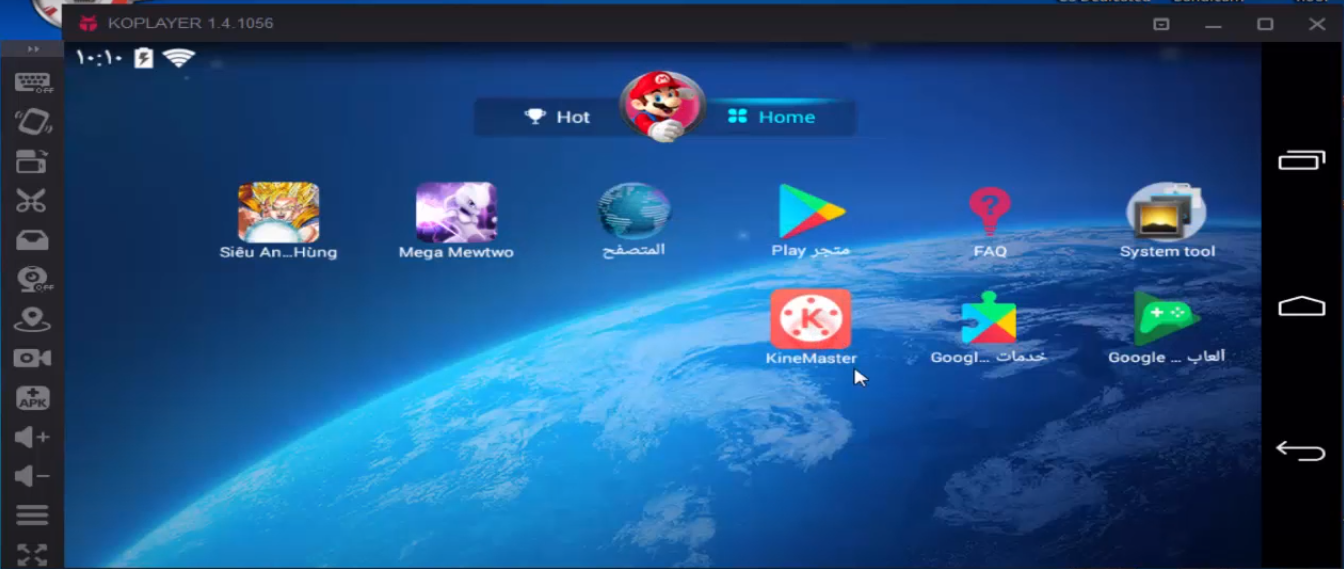 KOPLAYER 1.4.1056
١٠:١٠
Hot
Home
OFF
OFF
APK
Siêu An...Hùng
Mega Mewtwo
المتصفح
متجر Play
FAQ
System tool
KineMaster
خدمات ...Googl
ألعاب ... Google